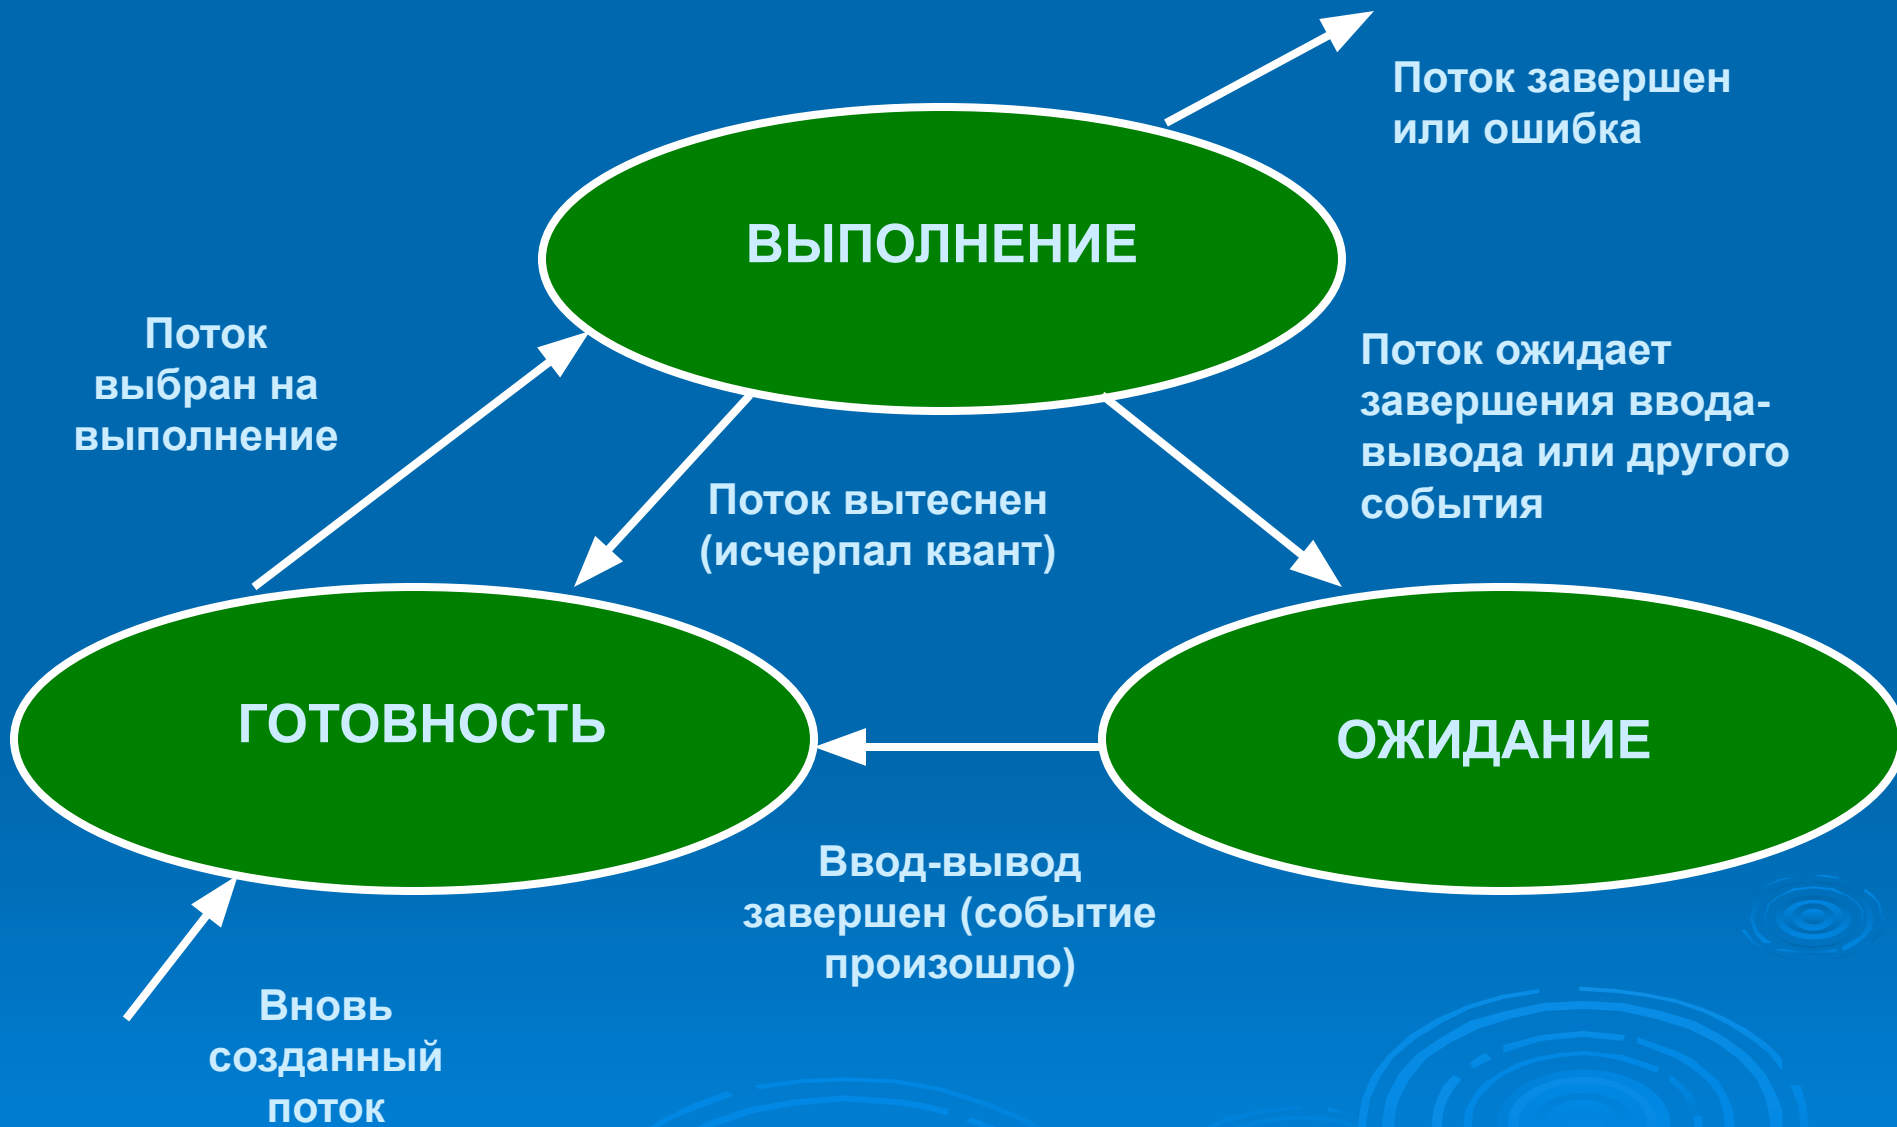 Поток завершен
или ошибка
ВЫПОЛНЕНИЕ
Поток
выбран на
выполнение
Поток ожидает
завершения ввода-
вывода или другого
события
Поток вытеснен
(исчерпал квант)
ГОТОВНОСТЬ
ОЖИДАНИЕ
Ввод-вывод
завершен (событие
произошло)
Вновь
созданный
поток